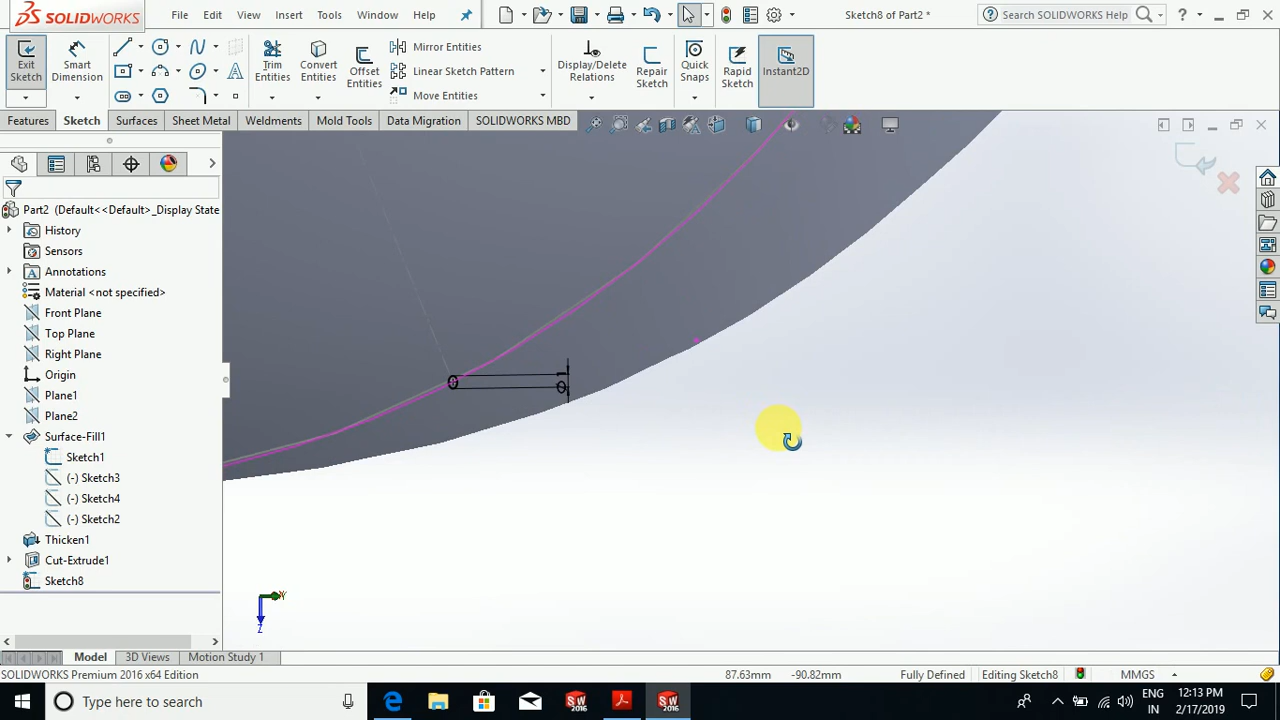 SOLIDWORKS
File Edit View Insert Tools Window Help
Sketch8 of Part2 *
Search SOLIDWORKS Help
Exit Sketch
Smart Dimension
Trim Entities
Convert Entities
Offset Entities
Mirror Entities
Linear Sketch Pattern
Move Entities
Display/Delete Relations
Repair Sketch
Quick Snaps
Rapid Sketch
Instant2D
Features Sketch Surfaces Sheet Metal Weldments Mold Tools Data Migration SOLIDWORKS MBD
Part2 (Default<<Default>_Display State
History
Sensors
Annotations
Material <not specified>
Front Plane
Top Plane
Right Plane
Origin
Plane1
Plane2
Surface-Fill1
Sketch1
(-) Sketch3
(-) Sketch4
(-) Sketch2
Thicken1
Cut-Extrude1
Sketch8
Y
Z
Model 3D Views Motion Study 1
SOLIDWORKS Premium 2016 x64 Edition
87.63mm -90.82mm Fully Defined Editing Sketch8 MMGS
Type here to search
SW 2016
SW 2016
ENG
IN
12:13 PM
2/17/2019